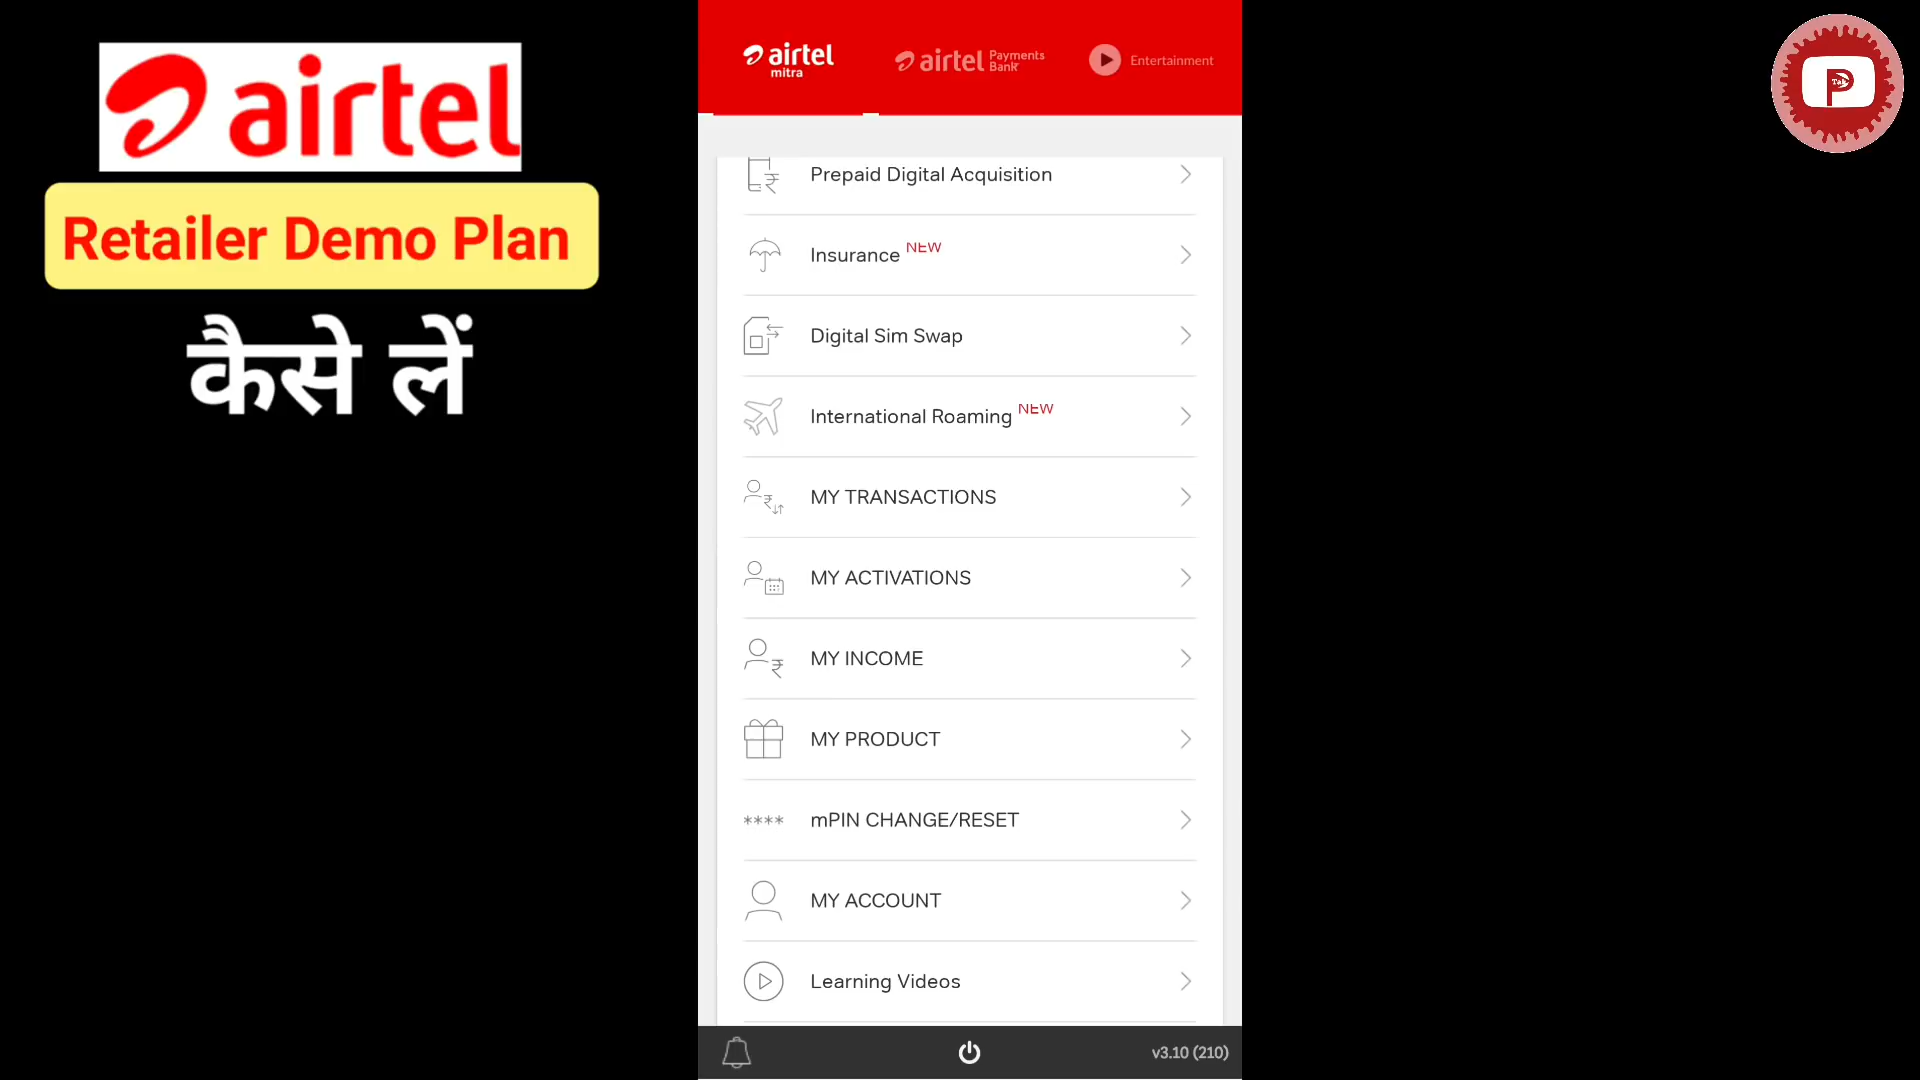 airtel
Retailer Demo Plan
कैसे लें
airtel
mitra
airtel Payments Bank
Entertainment
Prepaid Digital Acquisition
Insurance NEW
Digital Sim Swap
International Roaming NEW
MY TRANSACTIONS
MY ACTIVATIONS
MY INCOME
MY PRODUCT
**** mPIN CHANGE/RESET
MY ACCOUNT
Learning Videos
v3.10 (210)